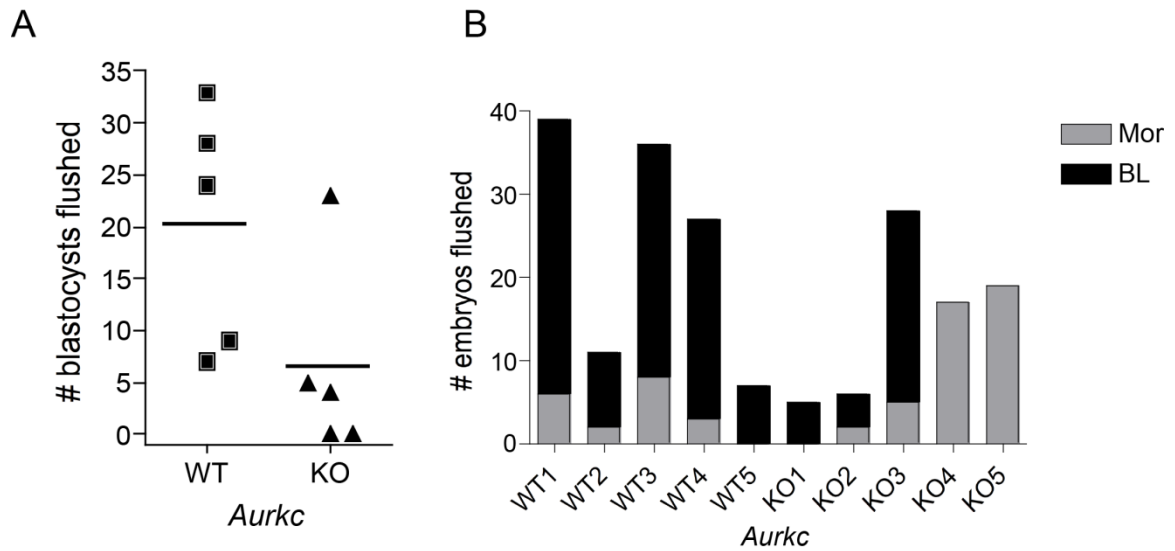 A
# blastocysts flushed
35
30
25
20
15
10
5
0
WT
KO
Aurkc
B
# embryos flushed
40
30
20
10
0
WT1
WT2
WT3
WT4
WT5
KO1
KO2
KO3
KO4
KO5
Aurkc
Mor
BL